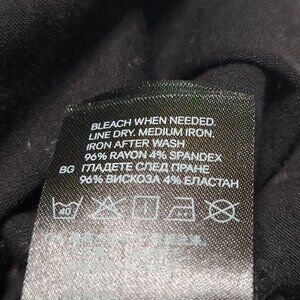 BLEACH WHEN NEEDED.
LINE DRY. MEDIUM IRON.
IRON AFTER WASH
96% RAYON 4% SPANDEX
BG ГЛАДЕТЕ СЛЕД ПРАНЕ
96% ВИСКОЗА 4% ЕЛАСТАН
40